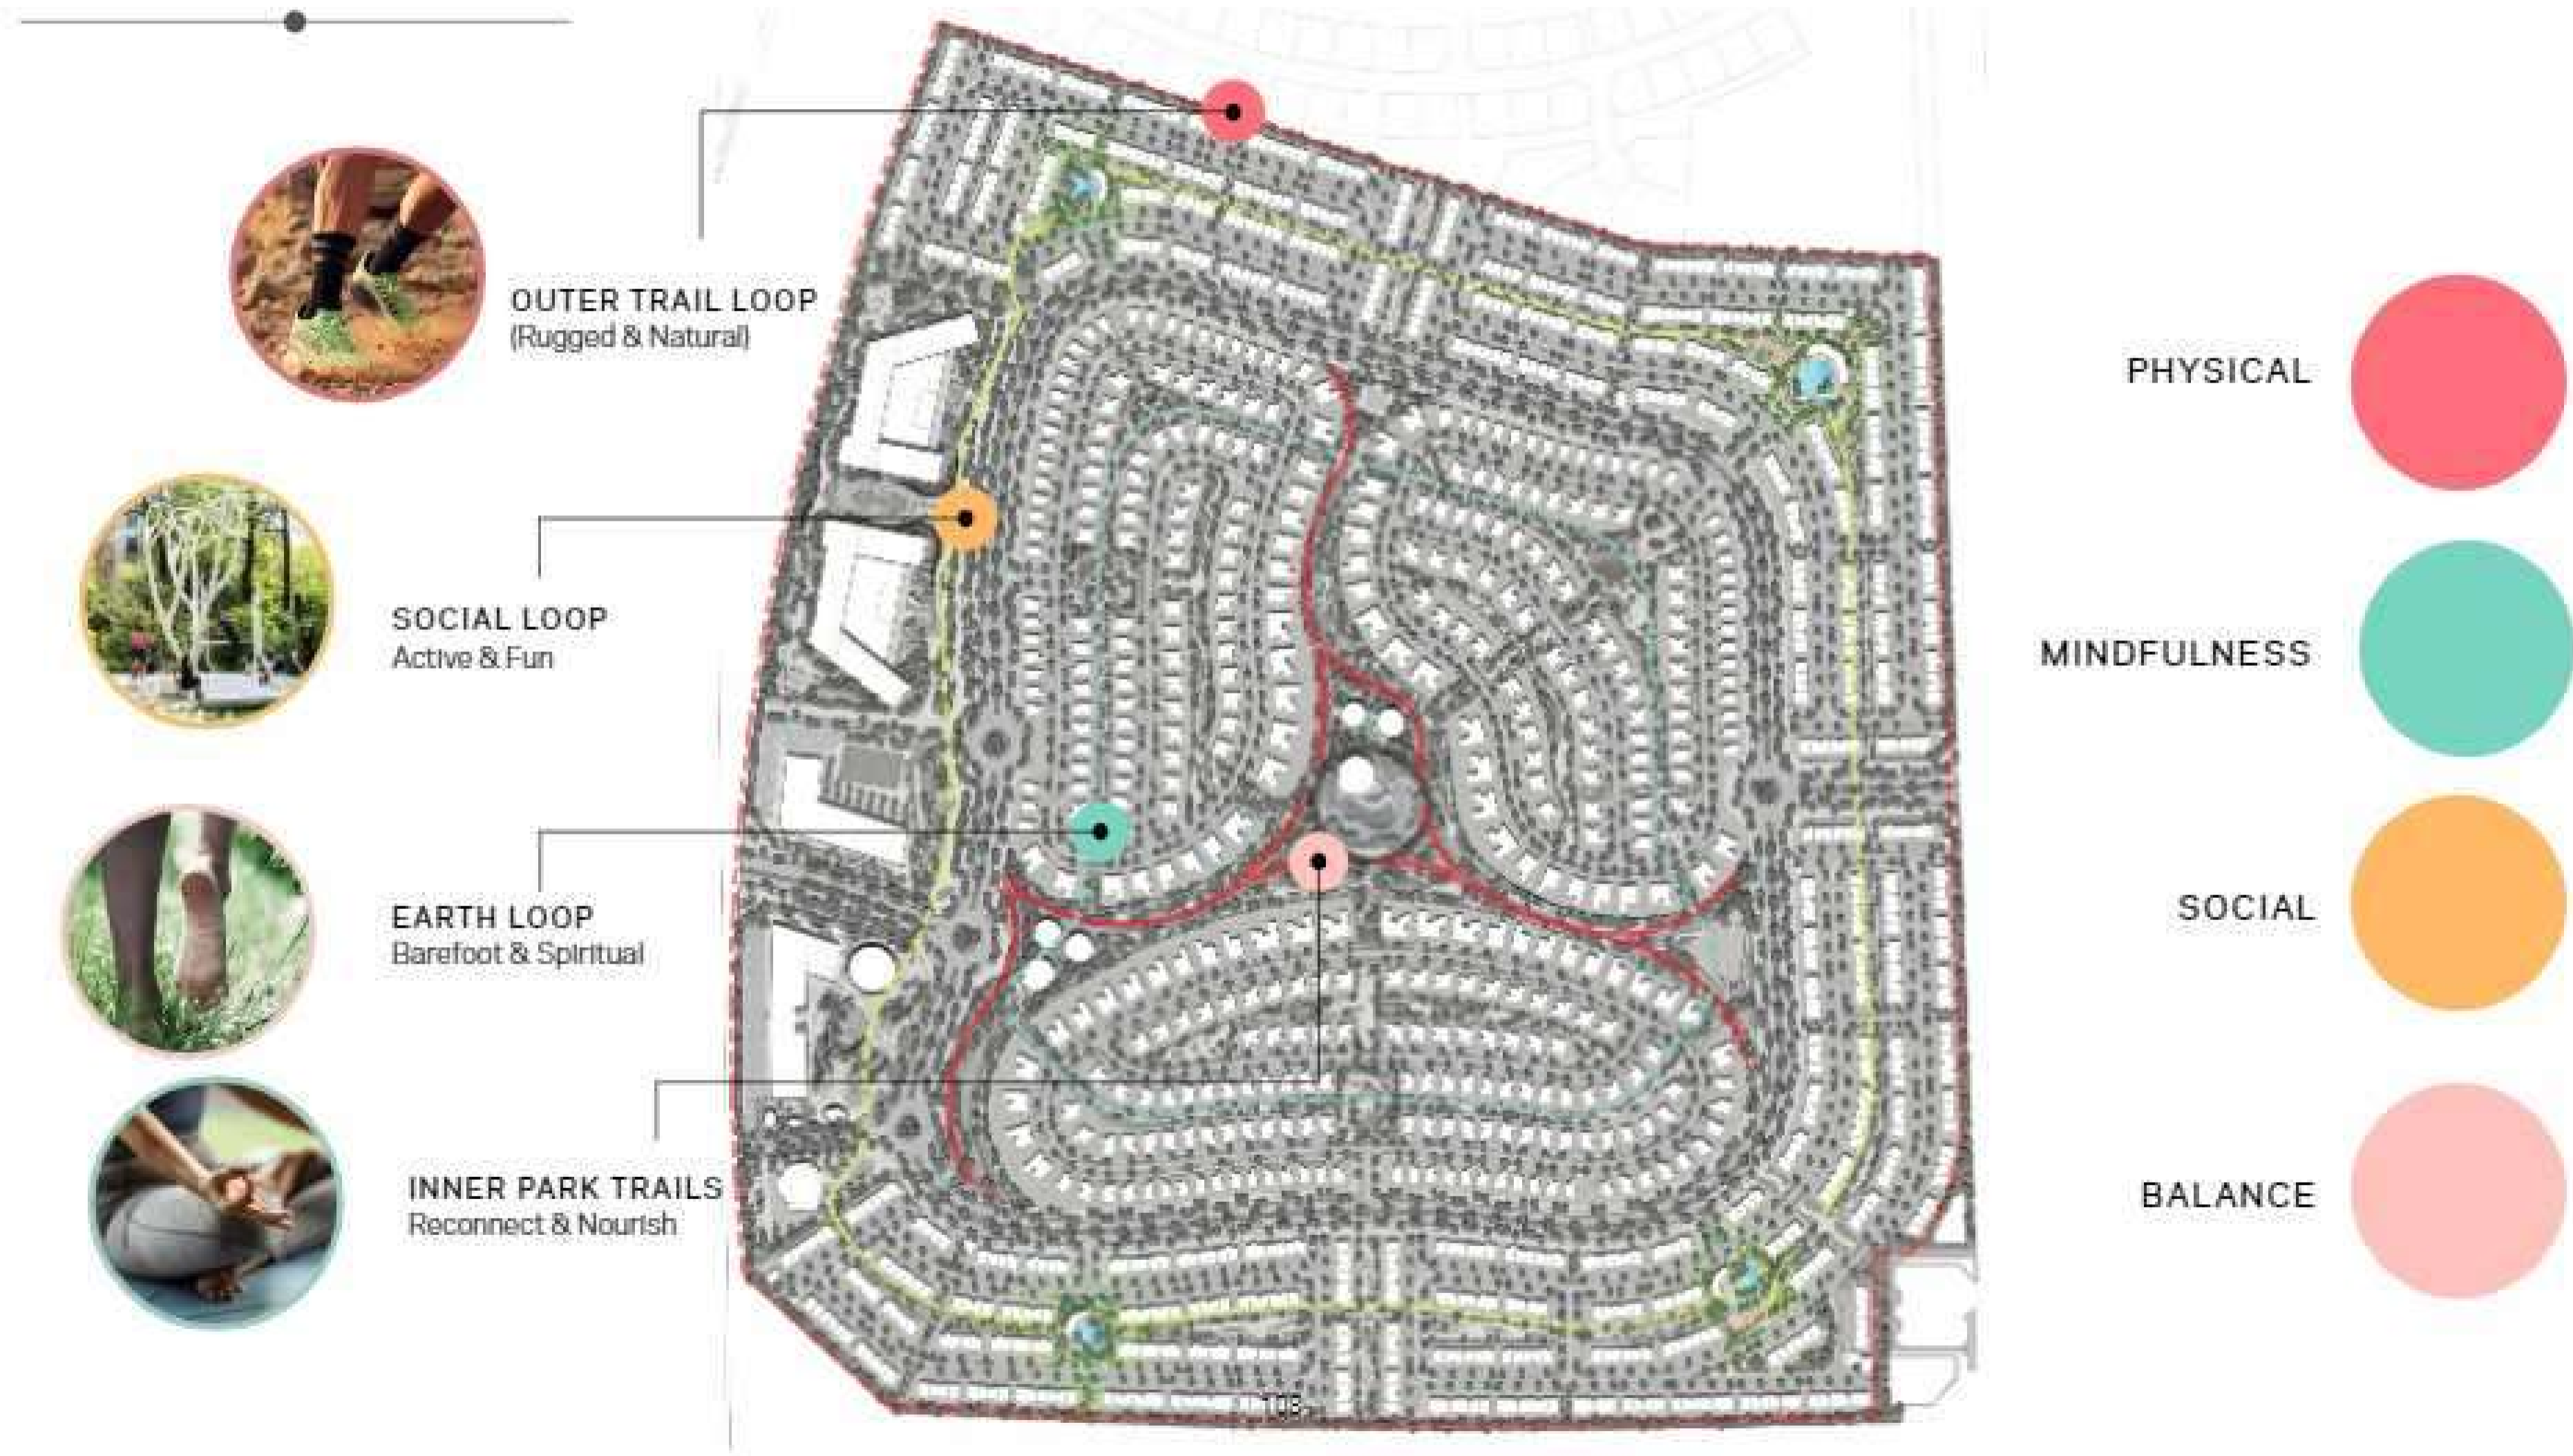 OUTER TRAIL LOOP
(Rugged & Natural)
SOCIAL LOOP
Active & Fun
EARTH LOOP
Barefoot & Spiritual
INNER PARK TRAILS
Reconnect & Nourish
PHYSICAL
MINDFULNESS
SOCIAL
BALANCE